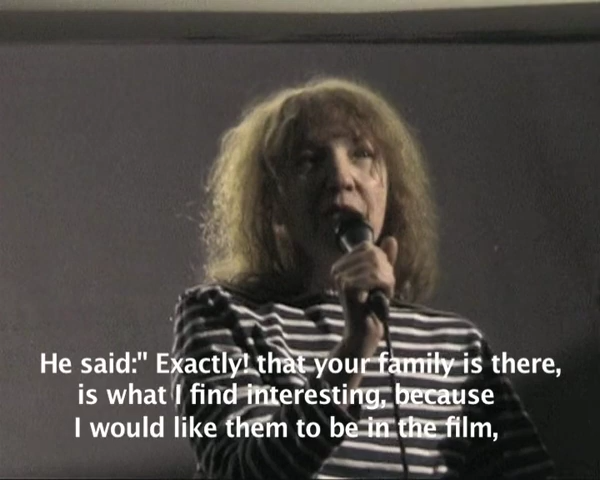 He said:" Exactly! that your family is there,
is what I find interesting, because
I would like them to be in the film,